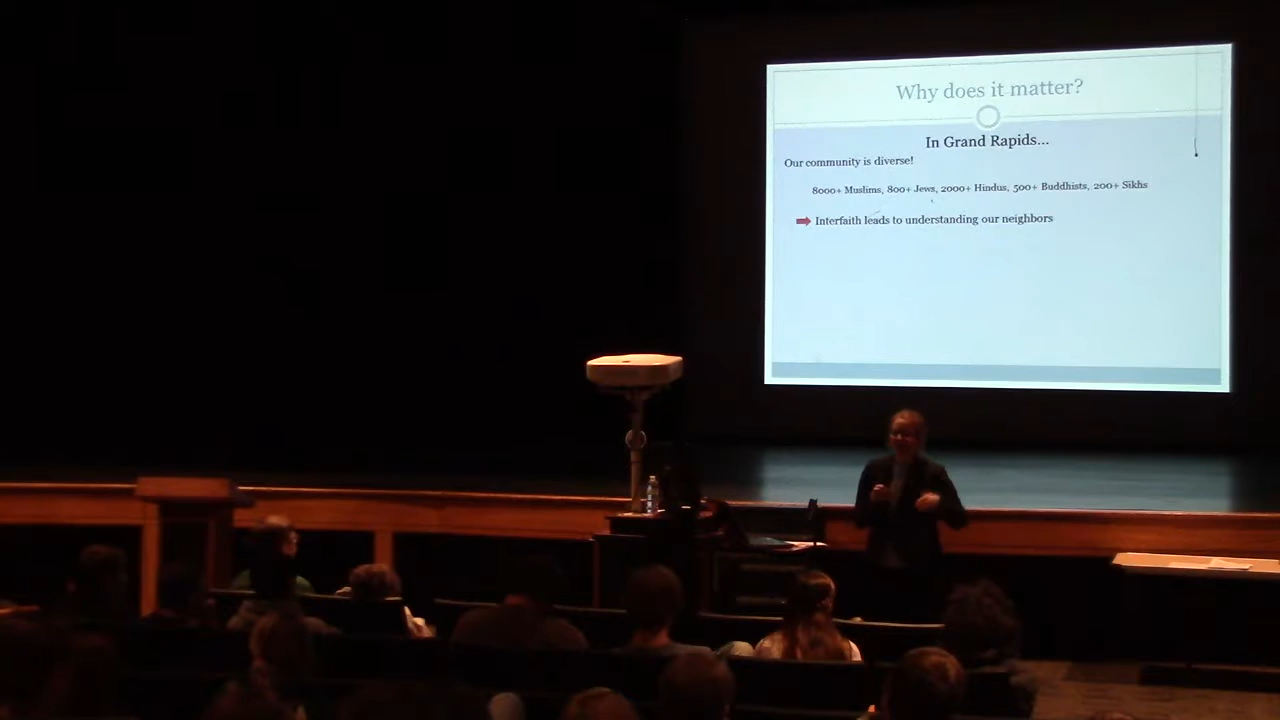 Why does it matter?
In Grand Rapids...
Our community is diverse!
8000+ Muslims, 800+ Jews, 2000+ Hindus, 500+ Buddhists, 200+ Sikhs
Interfaith leads to understanding our neighbors